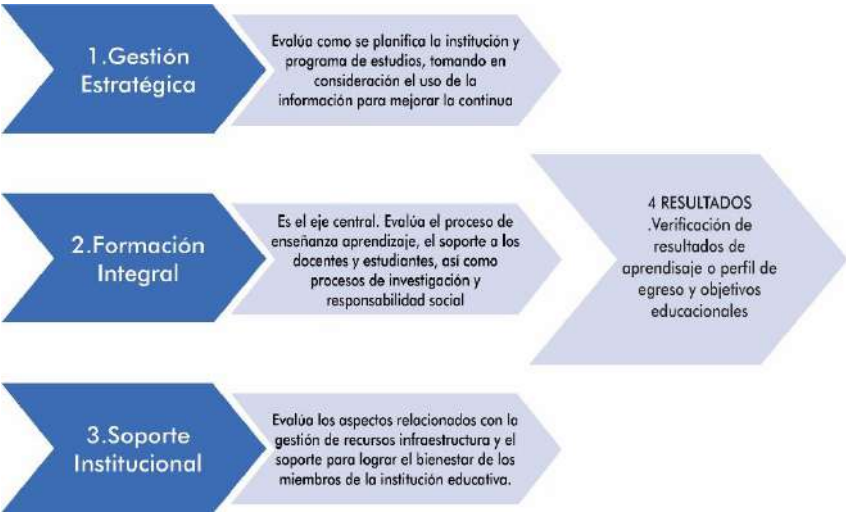 1.Gestión
Estratégica
Evalúa como se planifica la institución y
programa de estudios, tomando en
consideración el uso de la
información para mejorar la continua
2.Formación
Integral
Es el eje central. Evalúa el proceso de
enseñanza aprendizaje, el soporte a los
docentes y estudiantes, así como
procesos de investigación y
responsabilidad social
3.Soporte
Institucional
Evalúa los aspectos relacionados con la
gestión de recursos infraestructura y el
soporte para lograr el bienestar de los
miembros de la institución educativa.
4 RESULTADOS
.Verificación de
resultados de
aprendisaje o perfil de
egreso y objetivos
educacionales